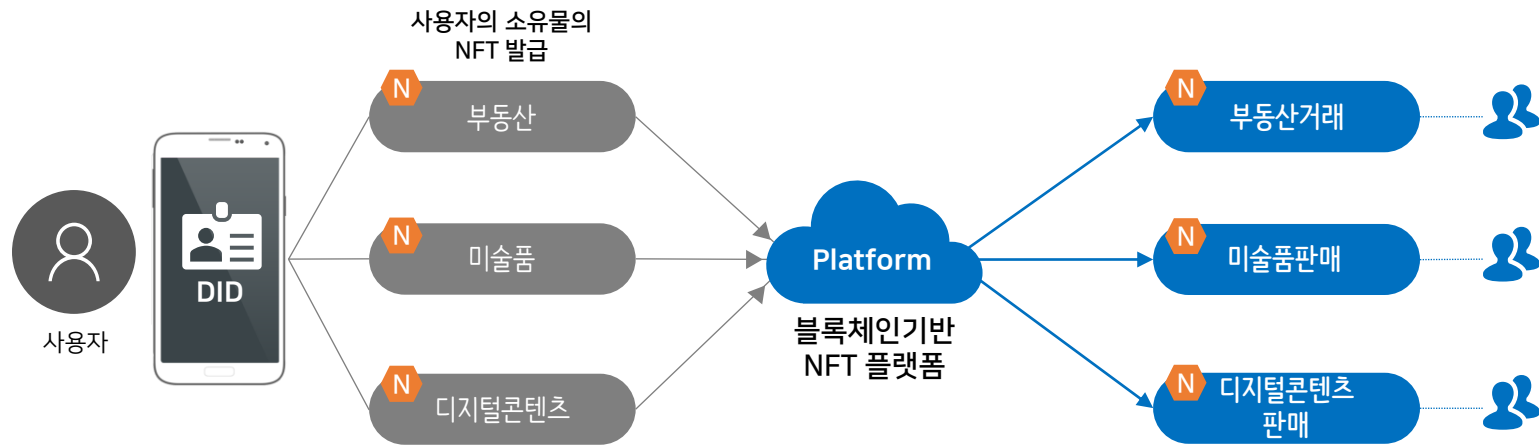 사용자의 소유물의
NFT 발급
N
부동산
N
부동산거래
N
미술품
N
미술품판매
DID
Platform
사용자
블록체인기반
NFT 플랫폼
N
디지털콘텐츠
N
디지털콘텐츠
판매